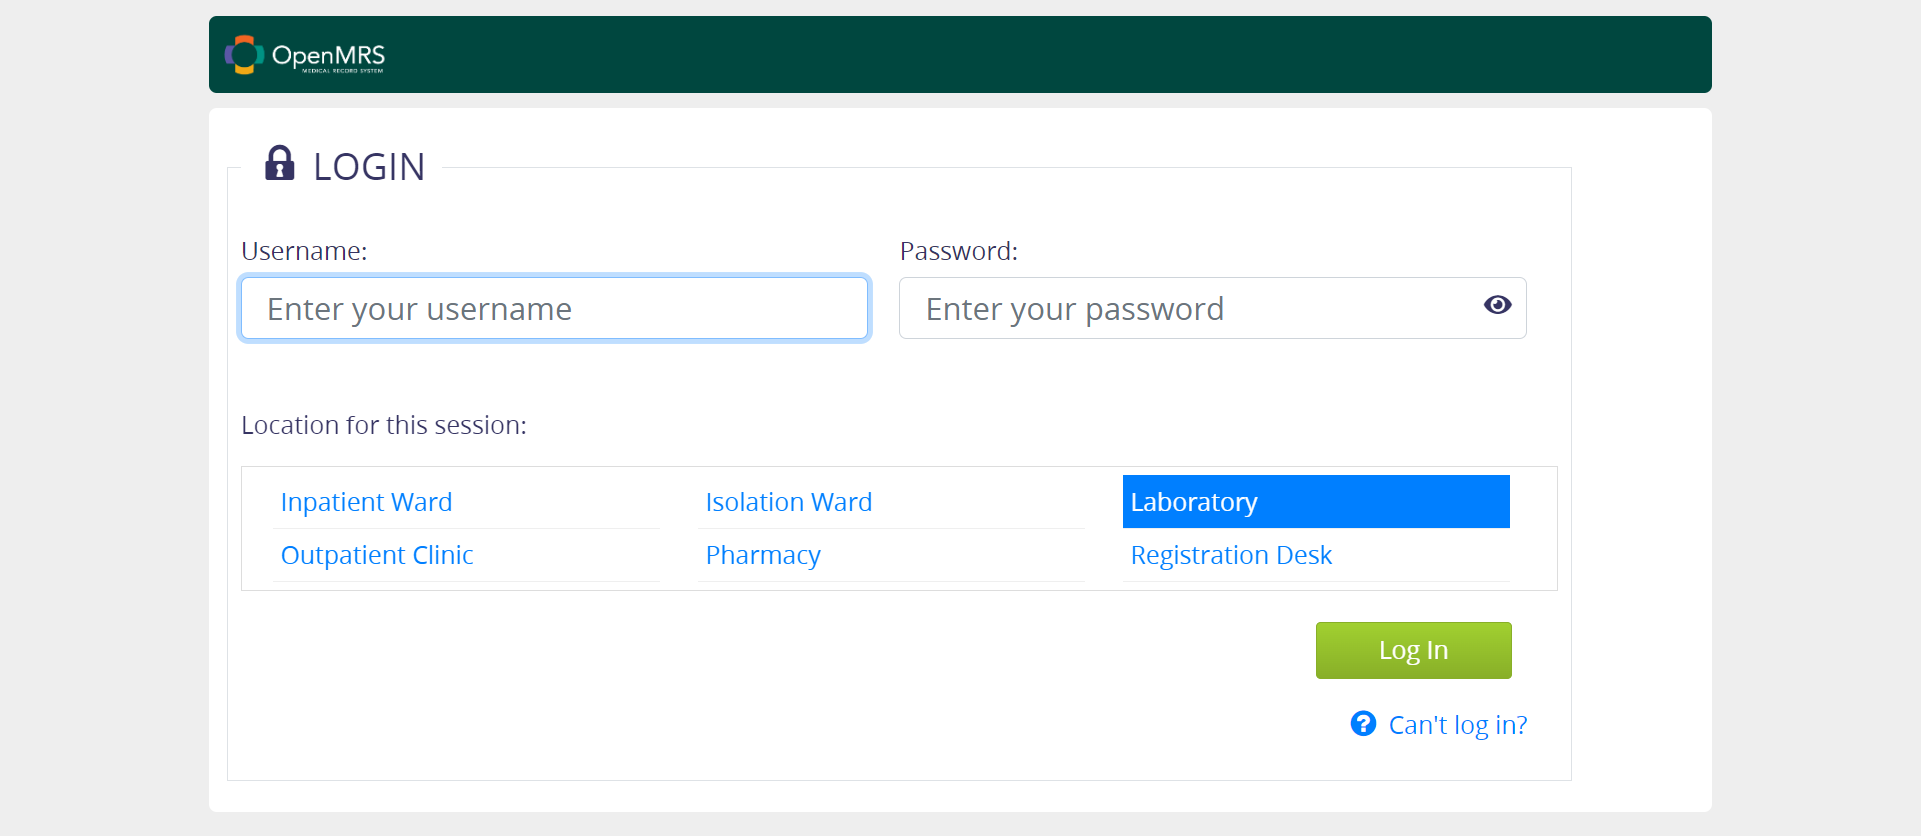 OpenMRS
MEDICAL RECORD SYSTEM
LOGIN
Username:
Enter your username
Password:
Enter your password
Location for this session:
Inpatient Ward
Isolation Ward
Laboratory
Outpatient Clinic
Pharmacy
Registration Desk
Log In
? Can't log in?